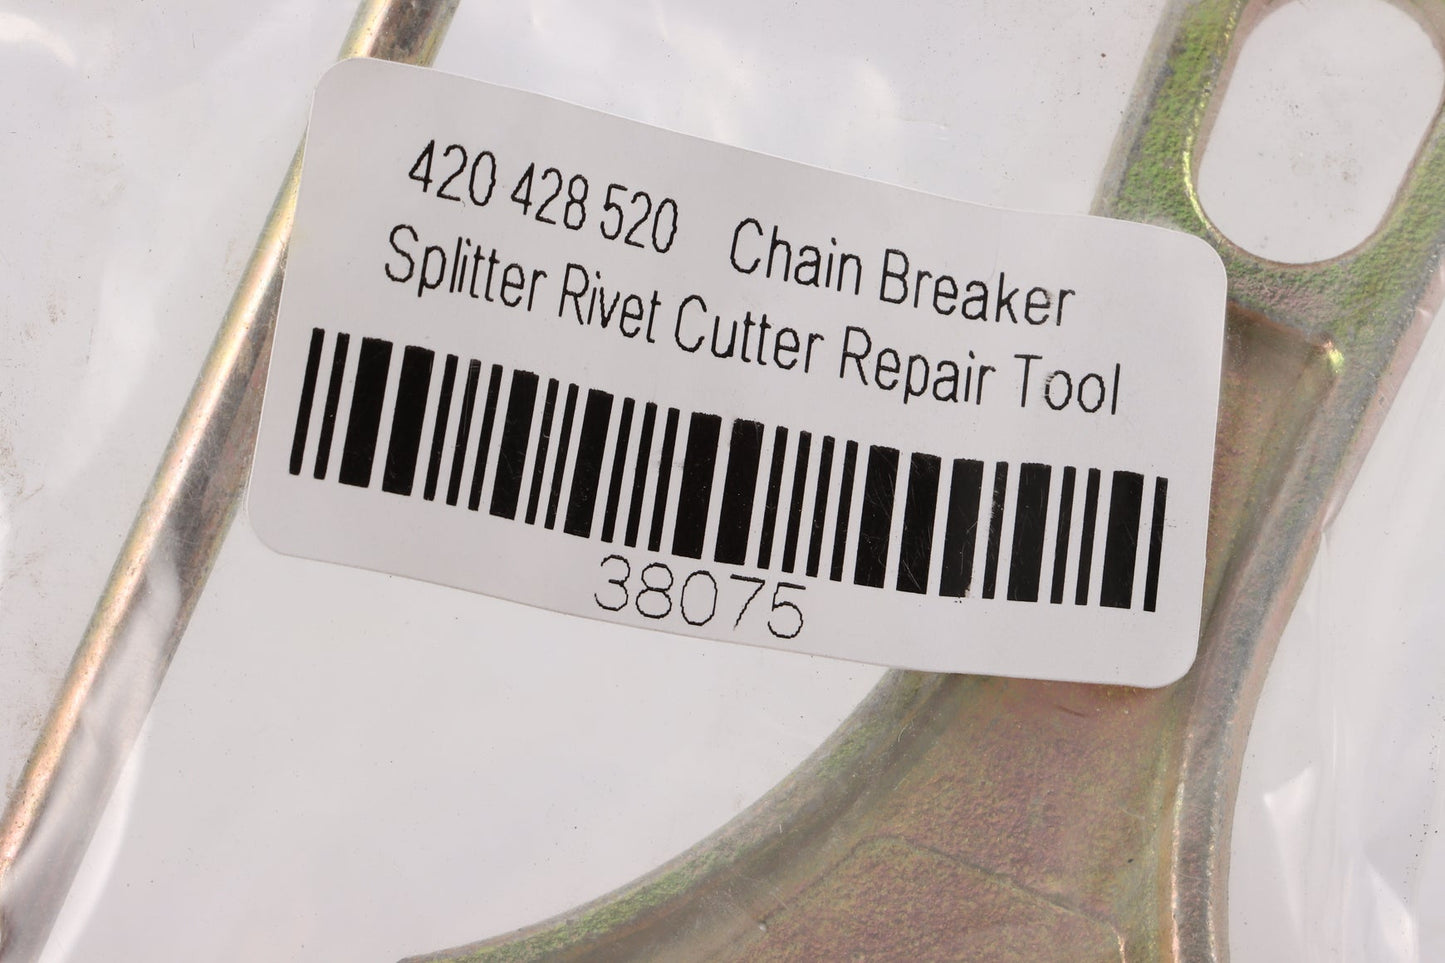 420 428 520 Chain Breaker
Splitter Rivet Cutter Repair Tool
38075